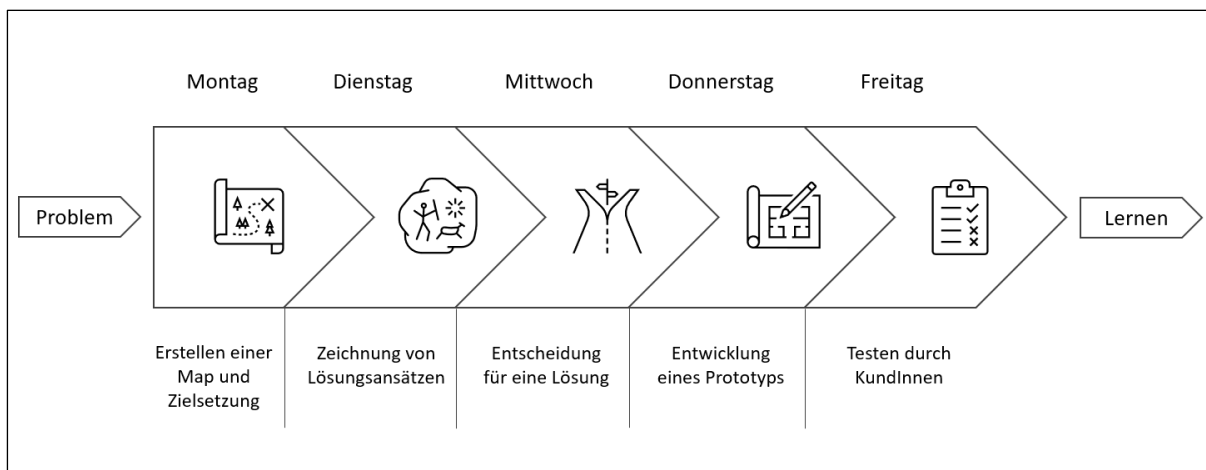 Montag
Dienstag
Mittwoch
Donnerstag
Freitag
Problem
Lernen
Erstellen einer
Map und
Zielsetzung
Zeichnung von
Lösungsansätzen
Entscheidung
für eine Lösung
Entwicklung
eines Prototyps
Testen durch
KundInnen